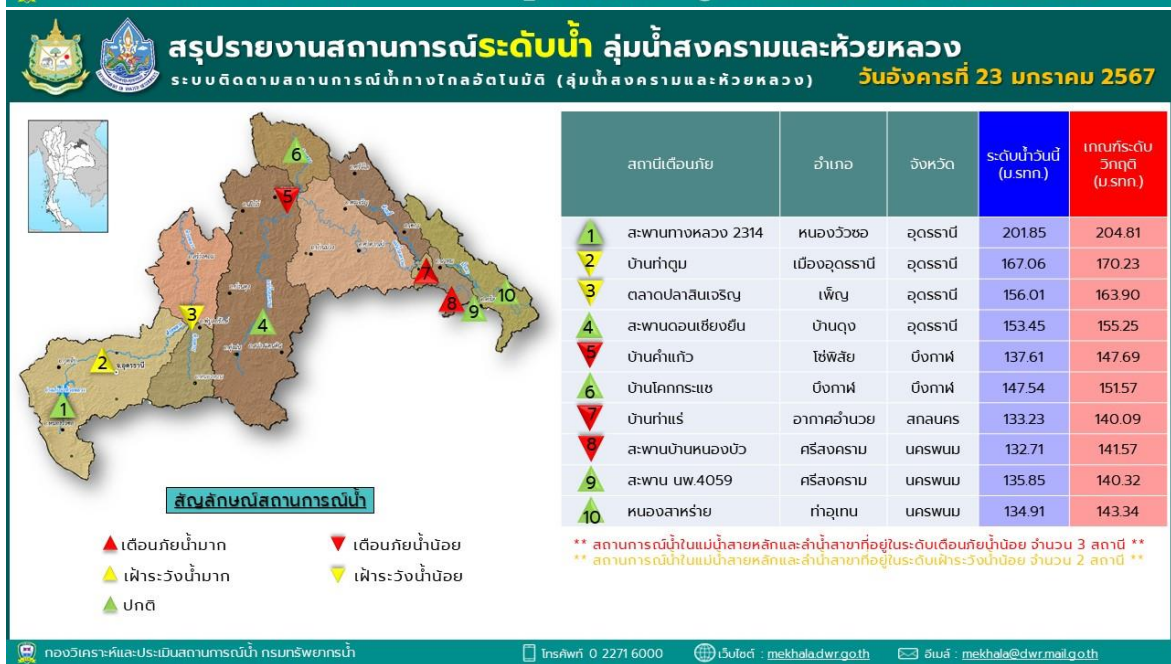 สรุปรายงานสถานการณ์ระดับน้ำ ลุ่มน้ำสงครามและห้วยหลวง
ระบบติดตามสถานการณ์น้ำทางไกลอัตโนมัติ (ลุ่มน้ำสงครามและห้วยหลวง) วันอังคารที่ 23 มกราคม 2567
สถานีเตือนภัย อำเภอ จังหวัด ระดับน้ำวันนี้ (ม.รทก.) เกณฑ์ระดับวิกฤติ (ม.รทก.)
1 สะพานทางหลวง 2314 หนองวัวซอ อุดรธานี 201.85 204.81
2 บ้านท่าตูม เมืองอุดรธานี อุดรธานี 167.06 170.23
3 ตลาดปลาสินเจริญ เพ็ญ อุดรธานี 156.01 163.90
4 สะพานดอนเชียงยืน บ้านดุง อุดรธานี 153.45 155.25
5 บ้านคำแก้ว โซ่พิสัย บึงกาฬ 137.61 147.69
6 บ้านโคกกระแซ บึงกาฬ บึงกาฬ 147.54 151.57
7 บ้านท่าแร่ อากาศอำนวย สกลนคร 133.23 140.09
8 สะพานบ้านหนองบัว ศรีสงคราม นครพนม 132.71 141.57
9 สะพาน นพ.4059 ศรีสงคราม นครพนม 135.85 140.32
10 หนองสาหร่าย ท่าอุเทน นครพนม 134.91 143.34
** สถานการณ์น้ำในแม่น้ำสายหลักและลำน้ำสาขาที่อยู่ในระดับเตือนภัยน้ำน้อย จำนวน 3 สถานี **
** สถานการณ์น้ำในแม่น้ำสายหลักและลำน้ำสาขาที่อยู่ในระดับเฝ้าระวังน้ำน้อย จำนวน 2 สถานี **
6
5
7
3
8
10
9
4
2
1
สัญลักษณ์สถานการณ์น้ำ
เตือนภัยน้ำมาก เตือนภัยน้ำน้อย
เฝ้าระวังน้ำมาก เฝ้าระวังน้ำน้อย
ปกติ
กองวิเคราะห์และประเมินสถานการณ์น้ำ กรมทรัพยากรน้ำ โทรศัพท์ 0 2271 6000 เว็บไซต์ : mekhala.dwr.go.th อีเมล์ : mekhala@dwr.mail.go.th